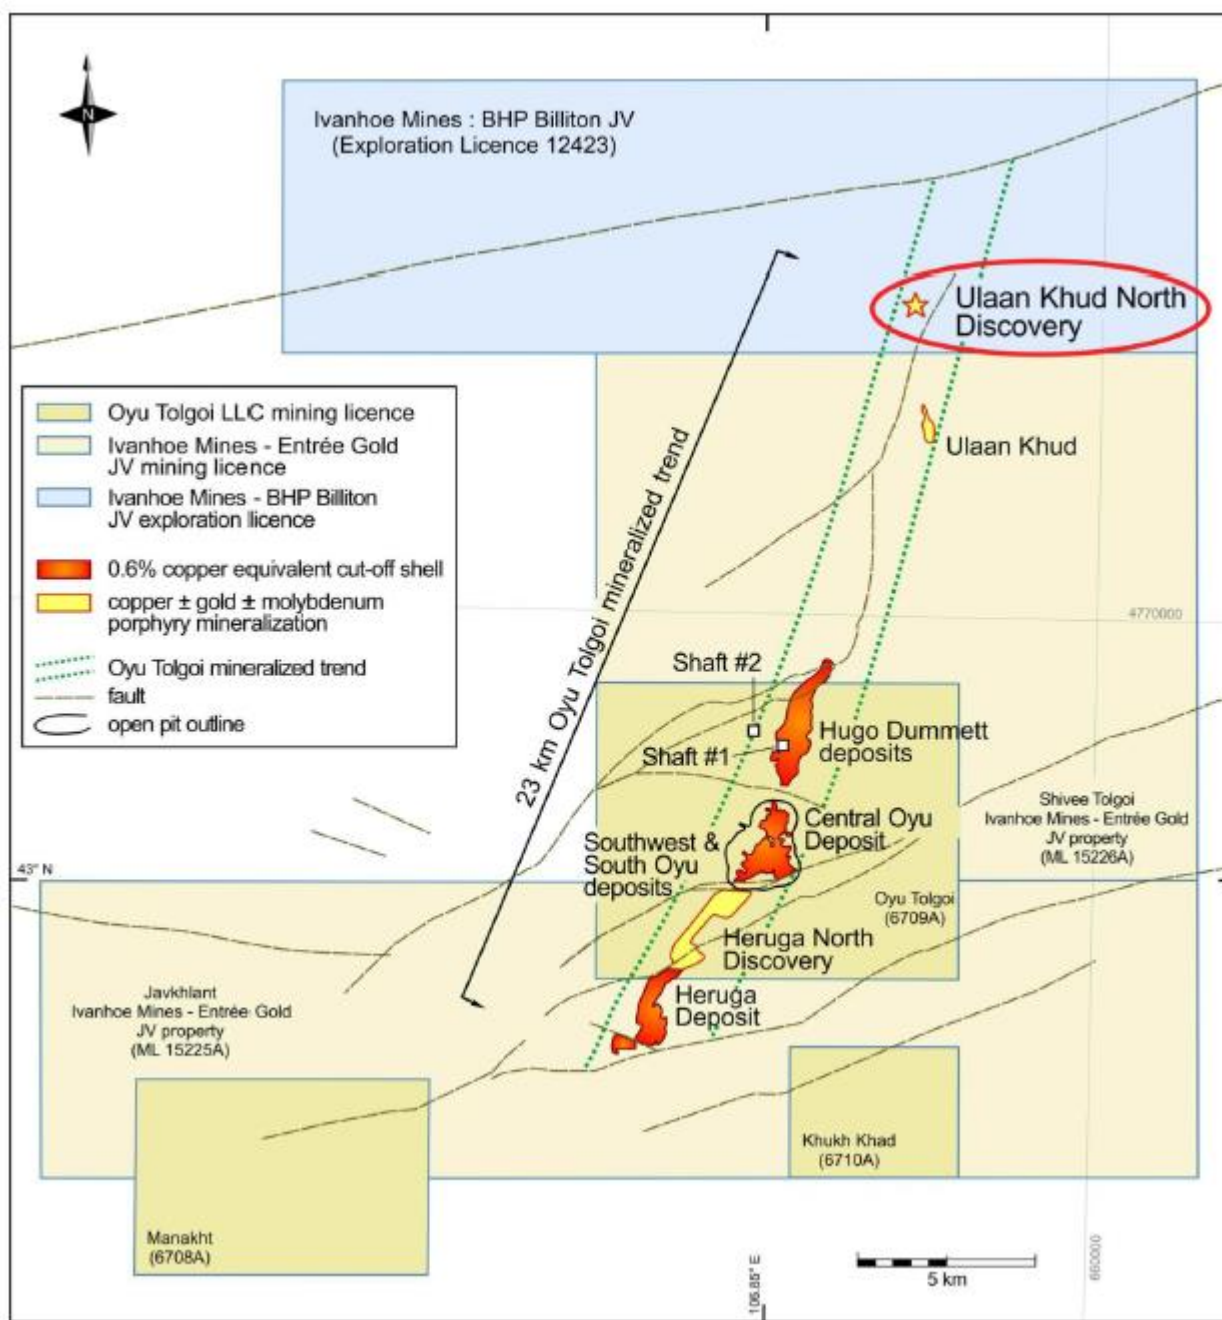 N
Ivanhoe Mines : BHP Billiton JV
(Exploration Licence 12423)
Ulaan Khud North
Discovery
Oyu Tolgoi LLC mining licence
Ivanhoe Mines - Entrée Gold
JV mining licence
Ivanhoe Mines - BHP Billiton
JV exploration licence
0.6% copper equivalent cut-off shell
copper ± gold ± molybdenum
porphyry mineralization
Oyu Tolgoi mineralized trend
fault
open pit outline
23 km Oyu Tolgoi mineralized trend
Ulaan Khud
4770000
Shaft #2
Shaft #1
Hugo Dummett
deposits
Central Oyu
Deposit
Southwest &
South Oyu
deposits
Shivee Tolgoi
Ivanhoe Mines - Entrée Gold
JV property
(ML 15226A)
43° N
Oyu Tolgoi
(6709A)
Heruga North
Discovery
Heruga
Deposit
Javkhlant
Ivanhoe Mines - Entrée Gold
JV property
(ML 15225A)
Khukh Khad
(6710A)
Manakht
(6708A)
106.85° E
5 km
660000